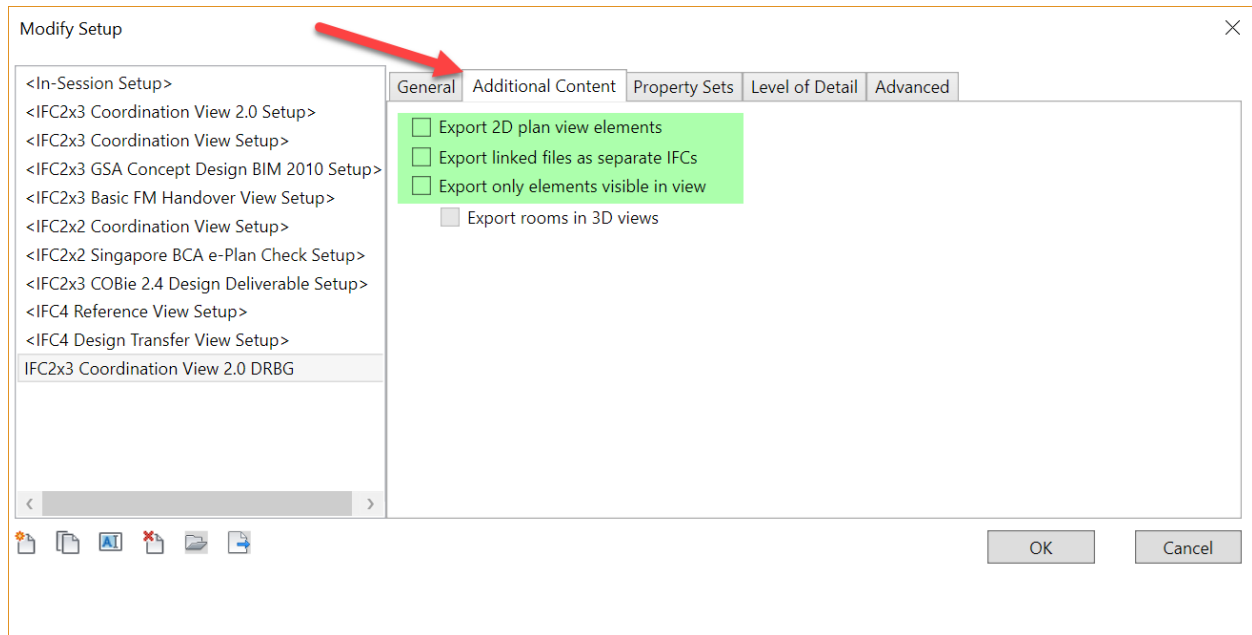 Modify Setup
<In-Session Setup>
<IFC2x3 Coordination View 2.0 Setup>
<IFC2x3 Coordination View Setup>
<IFC2x3 GSA Concept Design BIM 2010 Setup>
<IFC2x3 Basic FM Handover View Setup>
<IFC2x2 Coordination View Setup>
<IFC2x2 Singapore BCA e-Plan Check Setup>
<IFC2x3 COBie 2.4 Design Deliverable Setup>
<IFC4 Reference View Setup>
<IFC4 Design Transfer View Setup>
IFC2x3 Coordination View 2.0 DRBG
General Additional Content Property Sets Level of Detail Advanced
Export 2D plan view elements
Export linked files as separate IFCs
Export only elements visible in view
Export rooms in 3D views
AI
OK Cancel